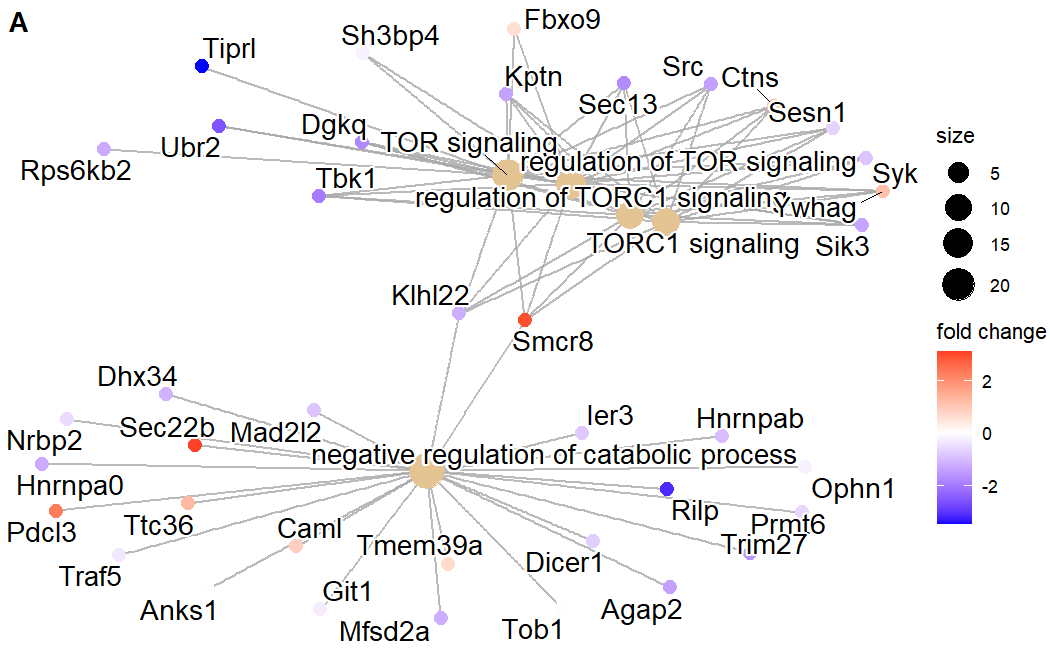 A
Fbxo9
Tiprl
Sh3bp4
Kptn
Src
Ctns
Sec13
Sesn1
size
Dgkq
TOR signaling
Ubr2
regulation of TOR signaling
Rps6kb2
Tbk1
Syk
5
regulation of TORC1 signaling
Ywhag
10
TORC1 signaling
Sik3
15
20
Klhl22
Smcr8
fold change
2
0
-2
Dhx34
Nrbp2
Sec22b
Mad2l2
Ier3
Hnrnpab
negative regulation of catabolic process
Hnrnpa0
Ophn1
Pdcl3
Ttc36
Caml
Tmem39a
Rilp
Prmt6
Trim27
Traf5
Dicer1
Anks1
Git1
Agap2
Mfsd2a
Tob1